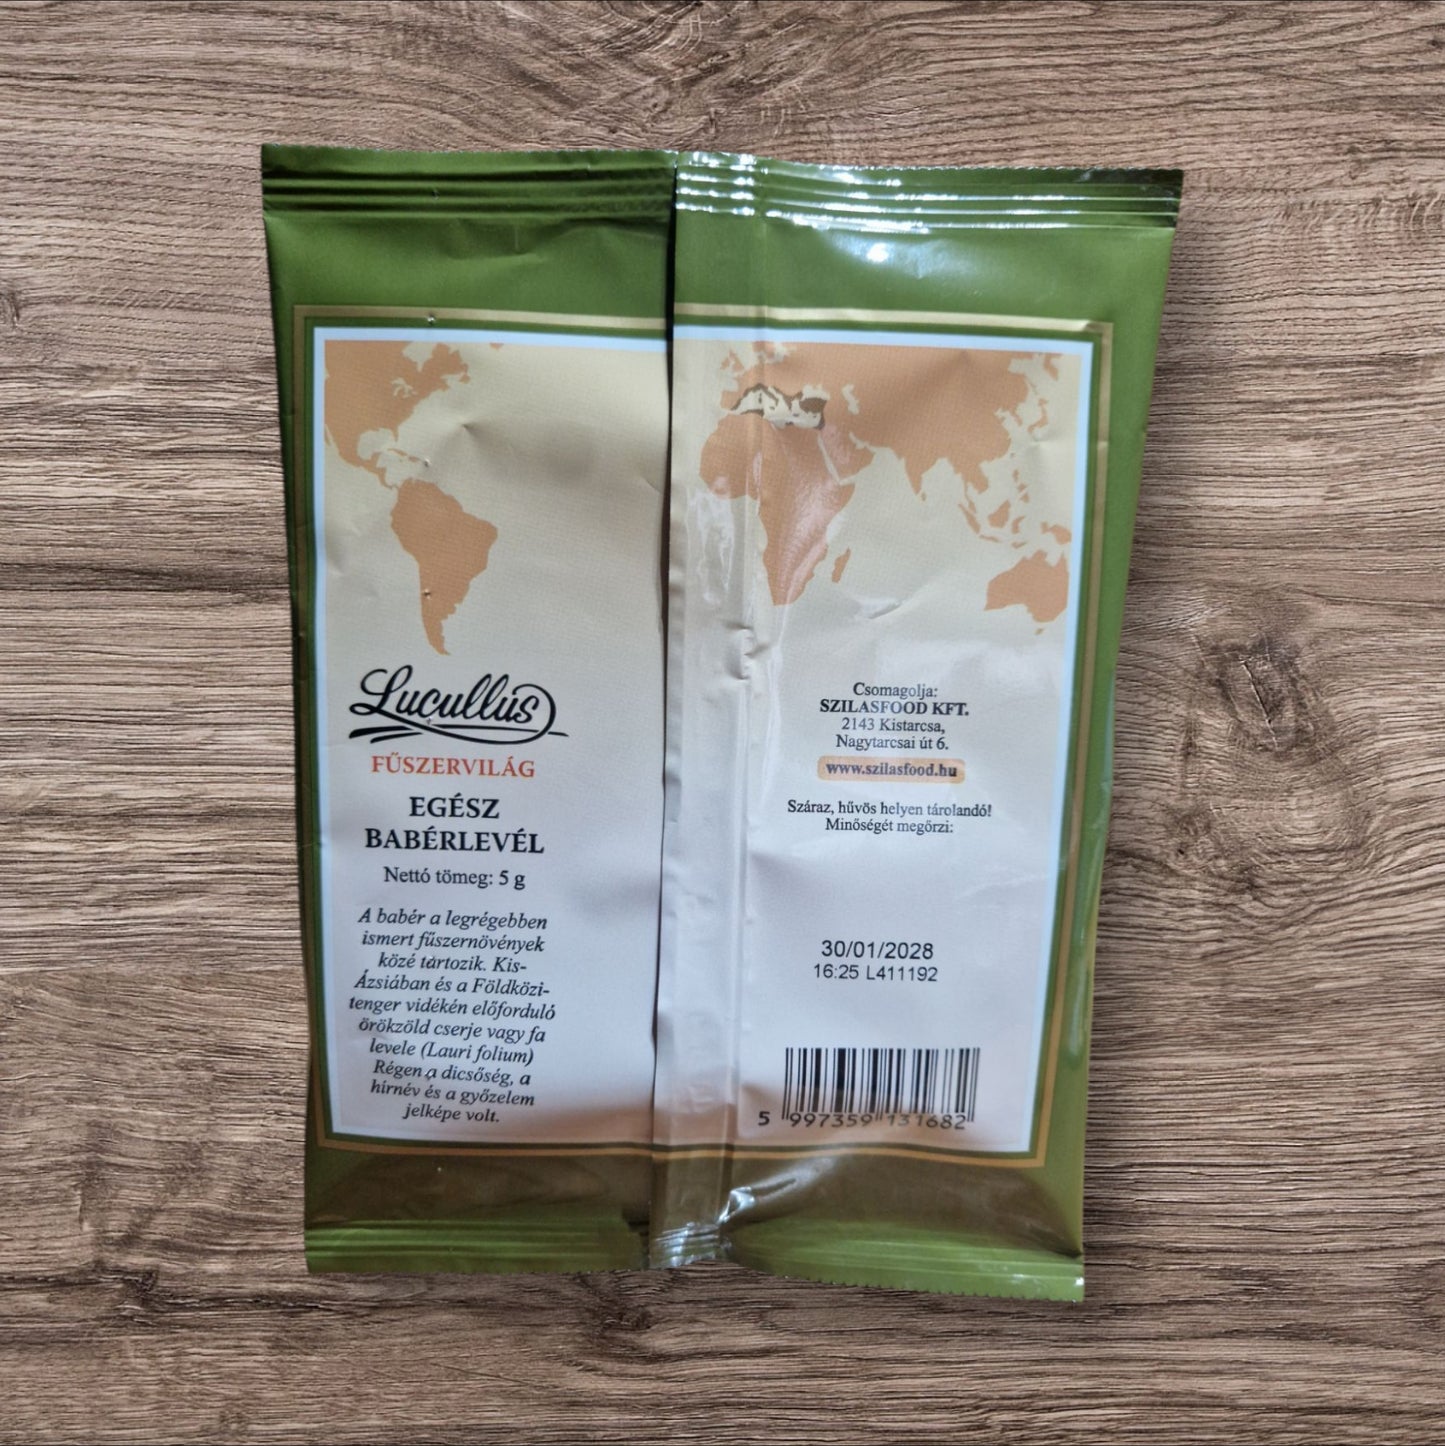 Lucullus
FŰSZERVILÁG
EGÉSZ
BABÉRLEVÉL
Nettó tömeg: 5 g
A babér a legrégebben
ismert fűszernövények
közé tartozik. Kis-
Ázsiában és a Földközi-
tenger vidékén előforduló
örökzöld cserje vagy fa
levele (Lauri folium)
Régen a dicsőség, a
hírnév és a győzelem
jelképe volt.
Csomagolja:
SZILASFOOD KFT.
2143 Kistarcsa,
Nagytarcsai út 6.
www.szilasfood.hu
Száraz, hűvös helyen tárolandó!
Minőségét megőrzi:
30/01/2028
16:25 L411192
5 997359 131682